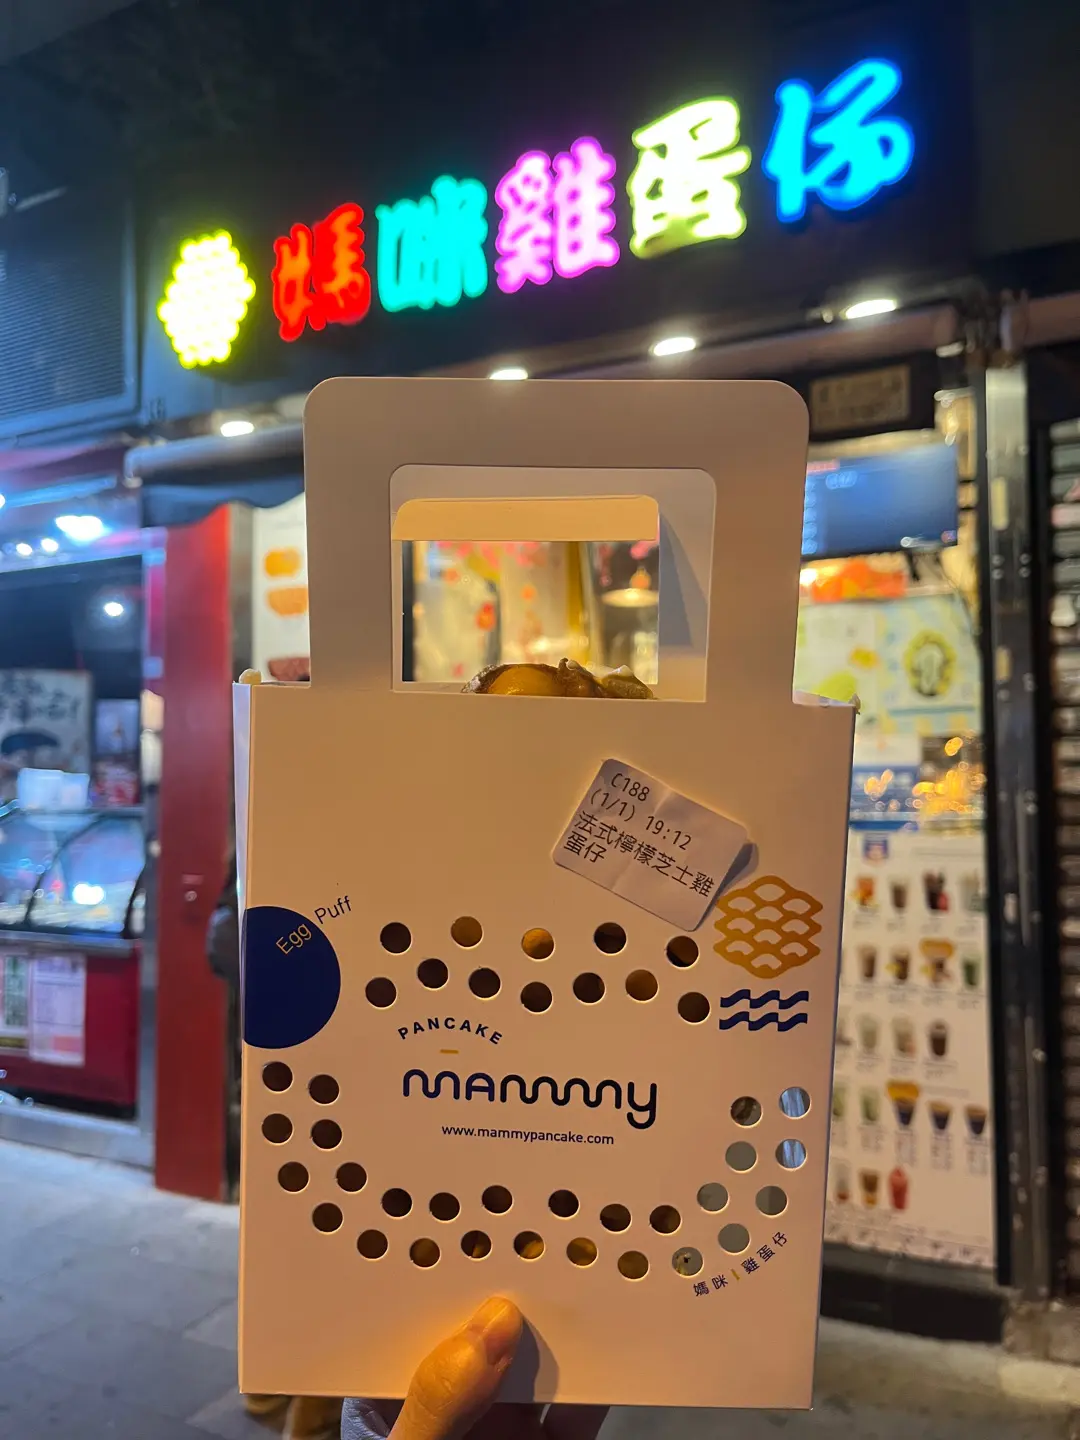 媽咪雞蛋仔
C188
(1/1) 19:12
法式檸檬芝士雞
蛋仔
Egg Puff
PANCAKE
mammy
www.mammypancake.com
媽咪|雞蛋仔